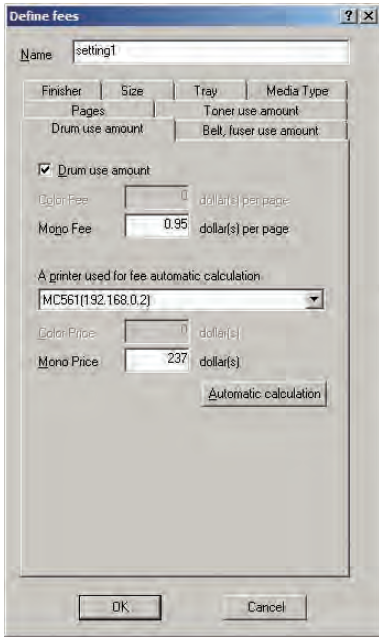 Define fees
Name setting1
Finisher Size Tray Media Type
Pages Toner use amount
Drum use amount Belt, fuser use amount
Drum use amount
Color Fee 0 dollar(s) per page
Mono Fee 0.95 dollar(s) per page
A printer used for fee automatic calculation
MC561(192.168.0.2)
Color Price 0 dollar(s)
Mono Price 237 dollar(s)
Automatic calculation
OK Cancel